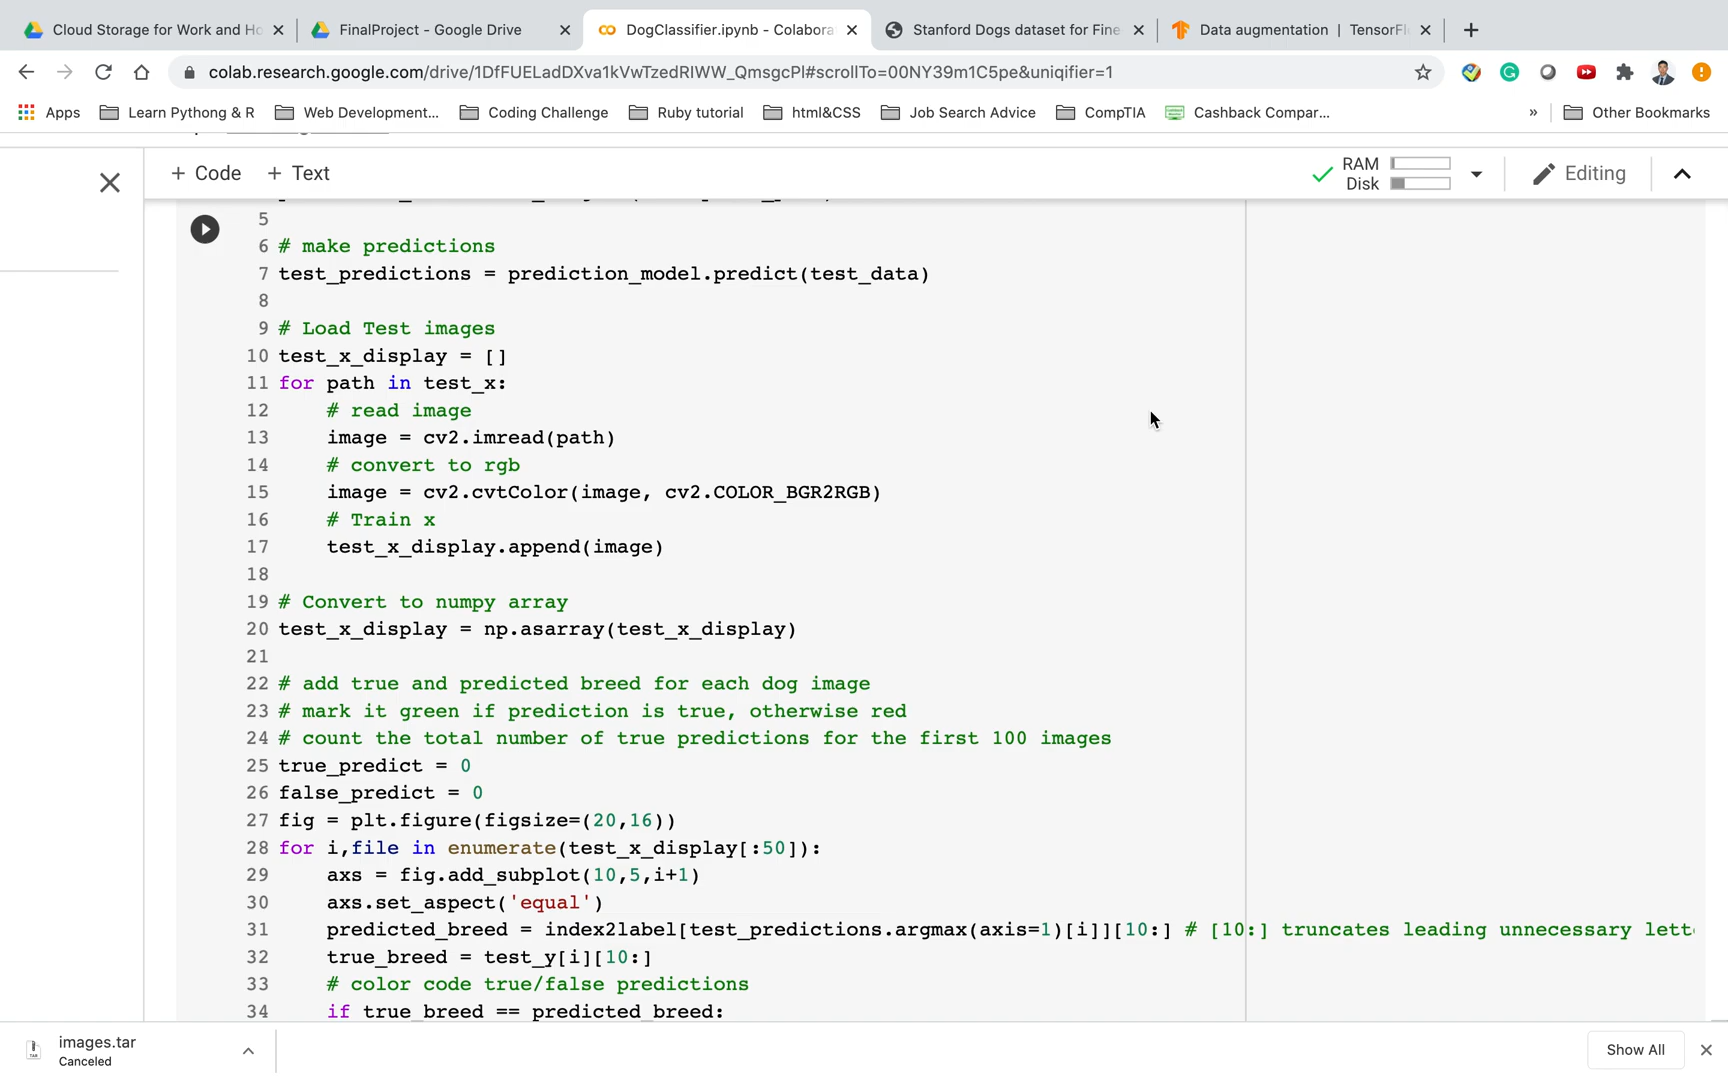 Cloud Storage for Work and Ho
FinalProject - Google Drive
DogClassifier.ipynb - Colabora
Stanford Dogs dataset for Fine
Data augmentation | TensorFl
colab.research.google.com/drive/1DfFUELadDXva1kVwTzedRIWW_QmsgcPl#scrollTo=00NY39m1C5pe&uniqifier=1
Apps
Learn Pythong & R
Web Development...
Coding Challenge
Ruby tutorial
html&CSS
Job Search Advice
CompTIA
Cashback Compar...
»
Other Bookmarks
+ Code + Text
RAM
Disk
Editing
5
6 # make predictions
7 test_predictions = prediction_model.predict(test_data)
8
9 # Load Test images
10 test_x_display = []
11 for path in test_x:
12     # read image
13     image = cv2.imread(path)
14     # convert to rgb
15     image = cv2.cvtColor(image, cv2.COLOR_BGR2RGB)
16     # Train x
17     test_x_display.append(image)
18
19 # Convert to numpy array
20 test_x_display = np.asarray(test_x_display)
21
22 # add true and predicted breed for each dog image
23 # mark it green if prediction is true, otherwise red
24 # count the total number of true predictions for the first 100 images
25 true_predict = 0
26 false_predict = 0
27 fig = plt.figure(figsize=(20,16))
28 for i,file in enumerate(test_x_display[:50]):
29     axs = fig.add_subplot(10,5,i+1)
30     axs.set_aspect('equal')
31     predicted_breed = index2label[test_predictions.argmax(axis=1)[i]][10:] # [10:] truncates leading unnecessary lett
32     true_breed = test_y[i][10:]
33     # color code true/false predictions
34     if true_breed == predicted_breed:
images.tar
Canceled
Show All